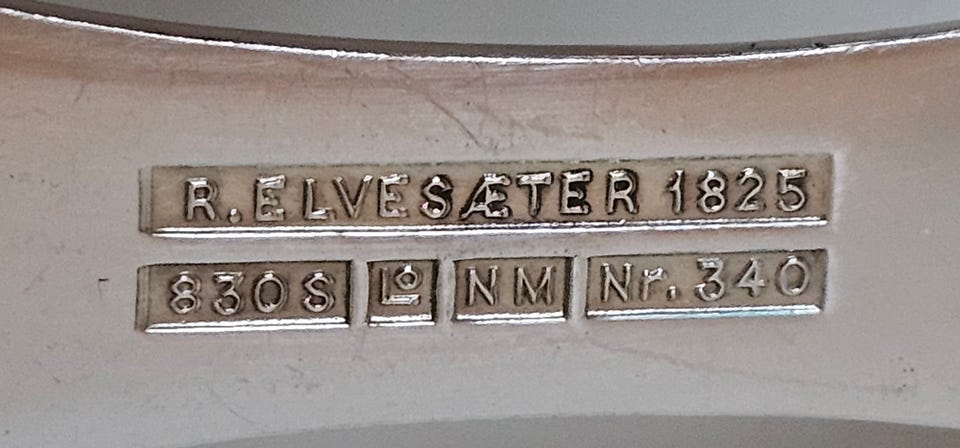 R. ELVESÆTER 1825
830S Lo NM Nr. 340